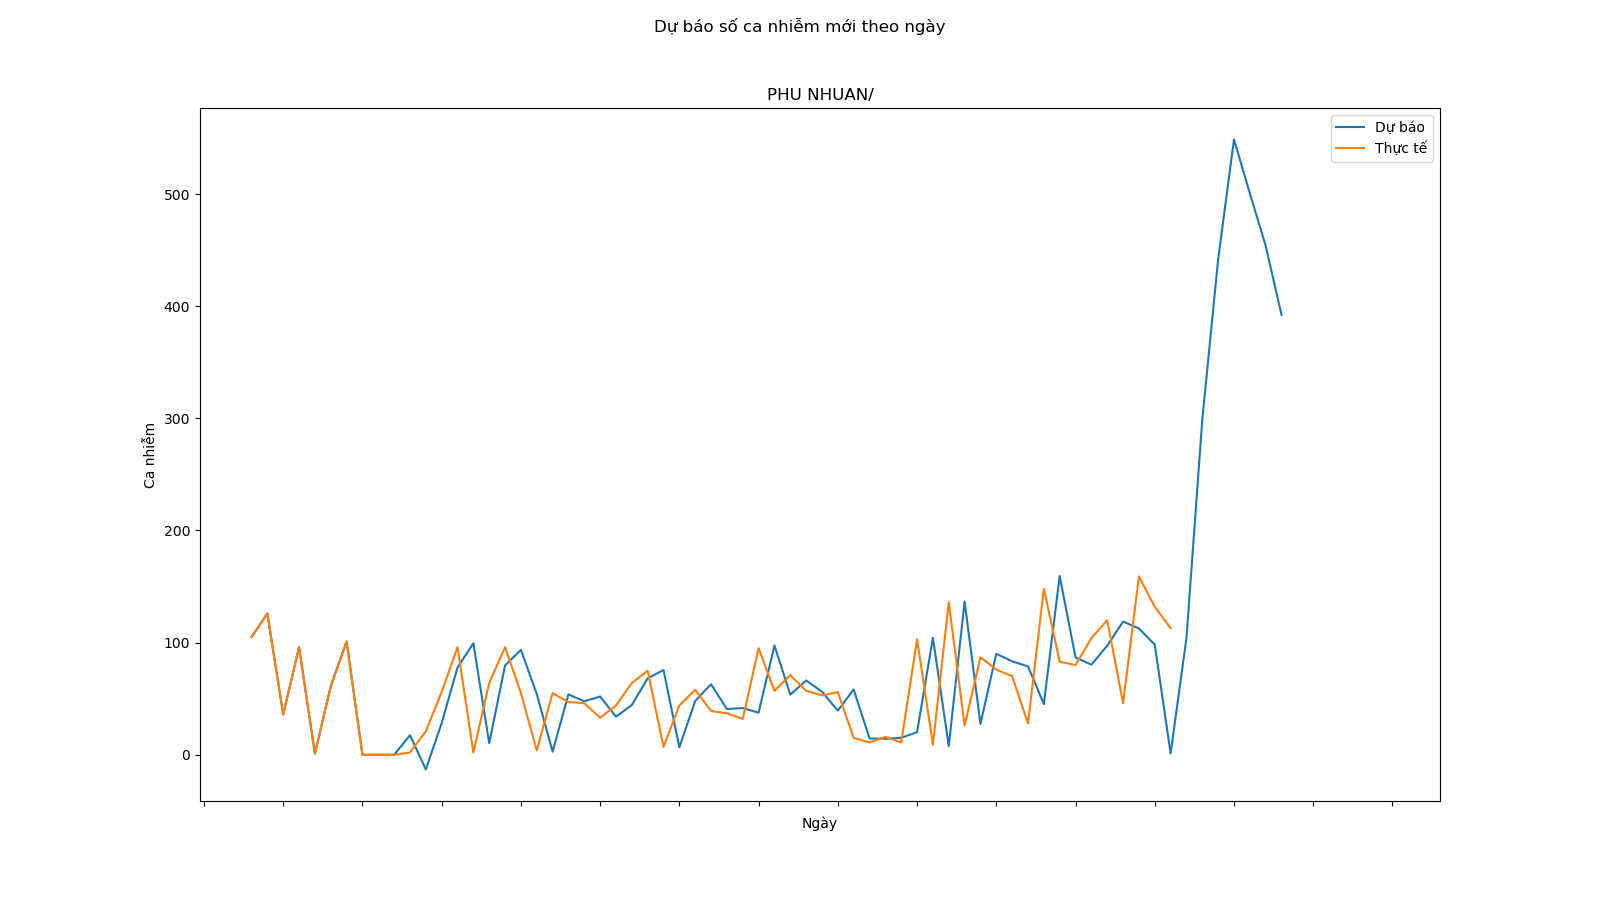 Dự báo số ca nhiễm mới theo ngày
PHU NHUAN/
Dự báo
Thực tế
500
400
300
200
100
0
Ca nhiễm
Ngày